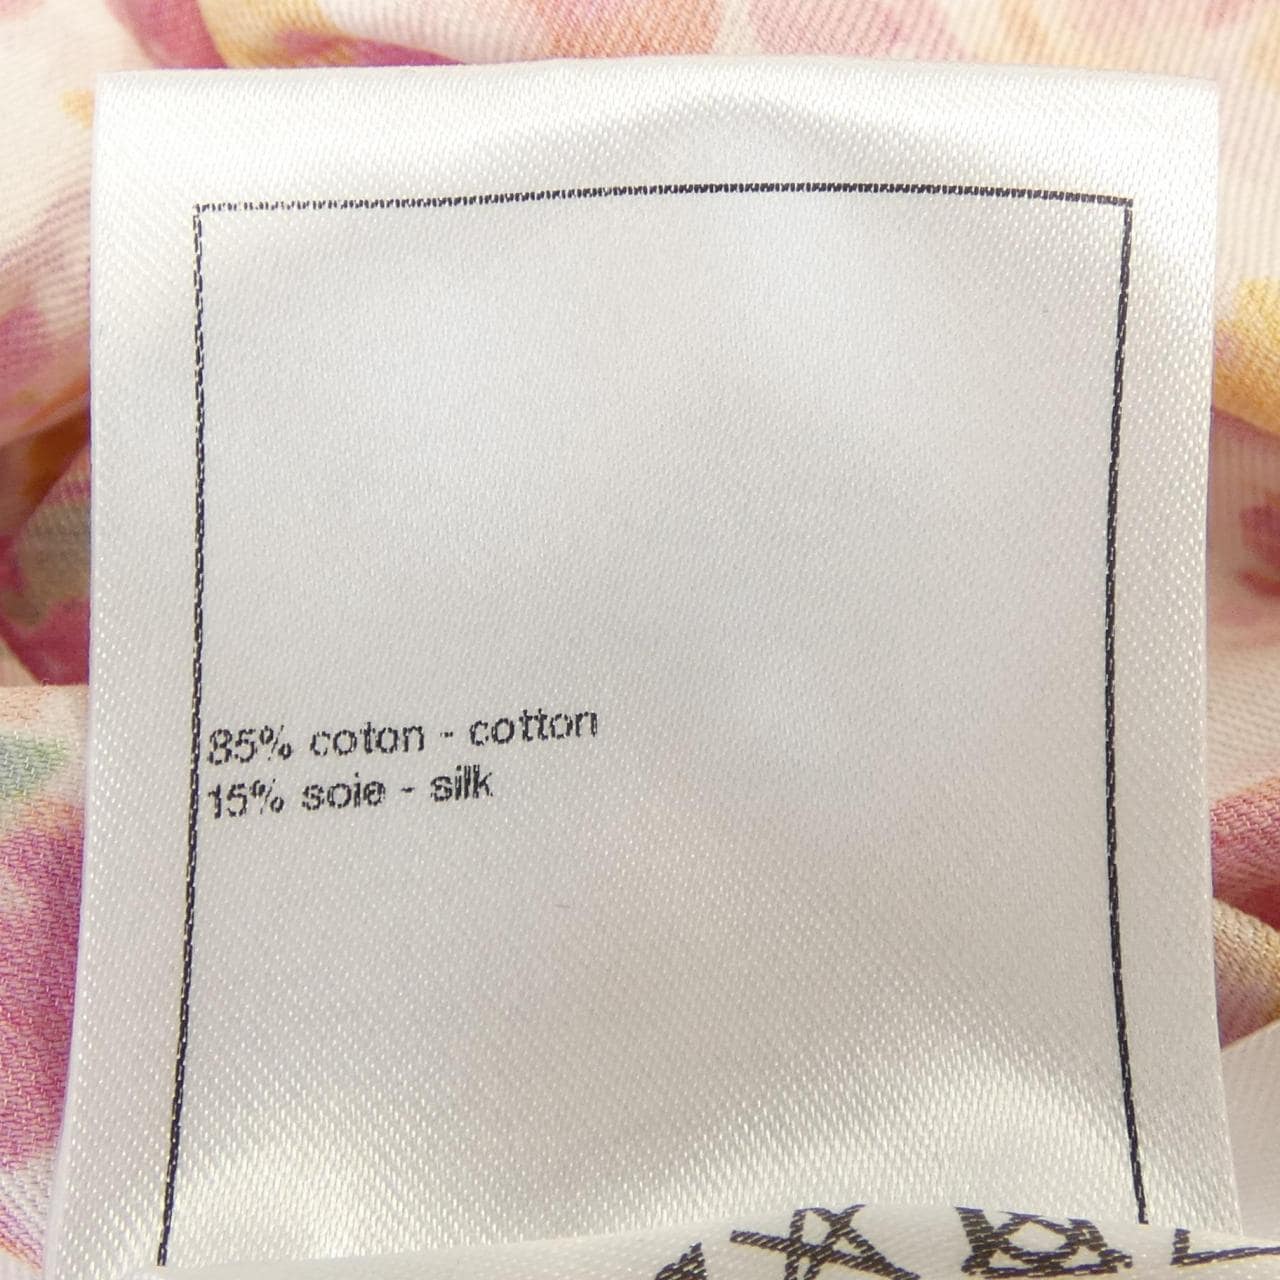 85% coton - cotton
15% soie - silk